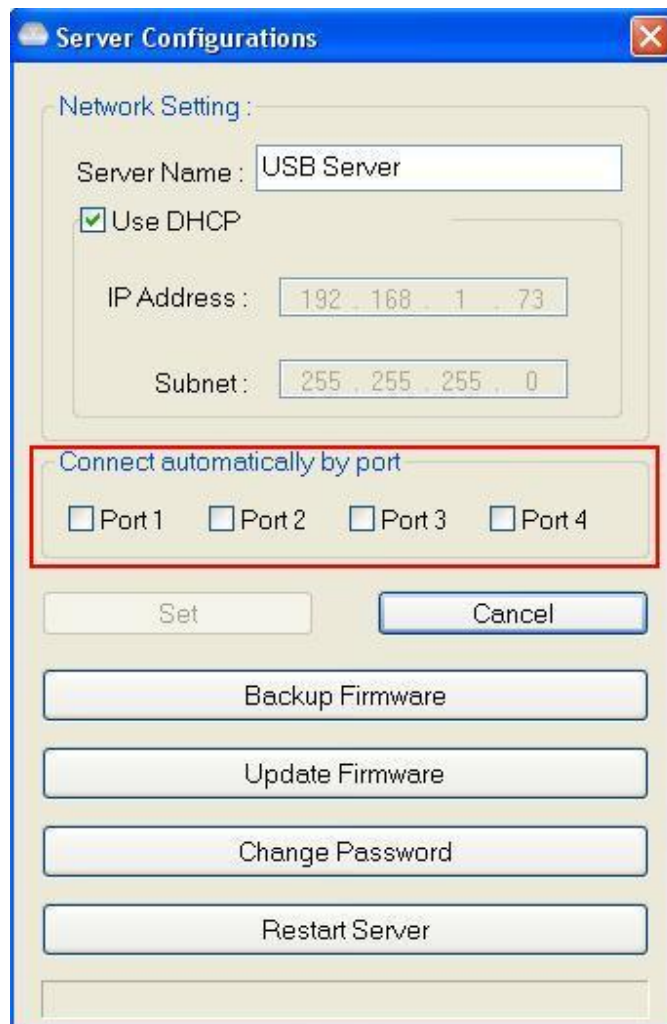 Server Configurations
Network Setting :
Server Name : USB Server
Use DHCP
IP Address : 192 . 168 . 1 . 73
Subnet : 255 . 255 . 255 . 0
Connect automatically by port
Port 1 Port 2 Port 3 Port 4
Set Cancel
Backup Firmware
Update Firmware
Change Password
Restart Server